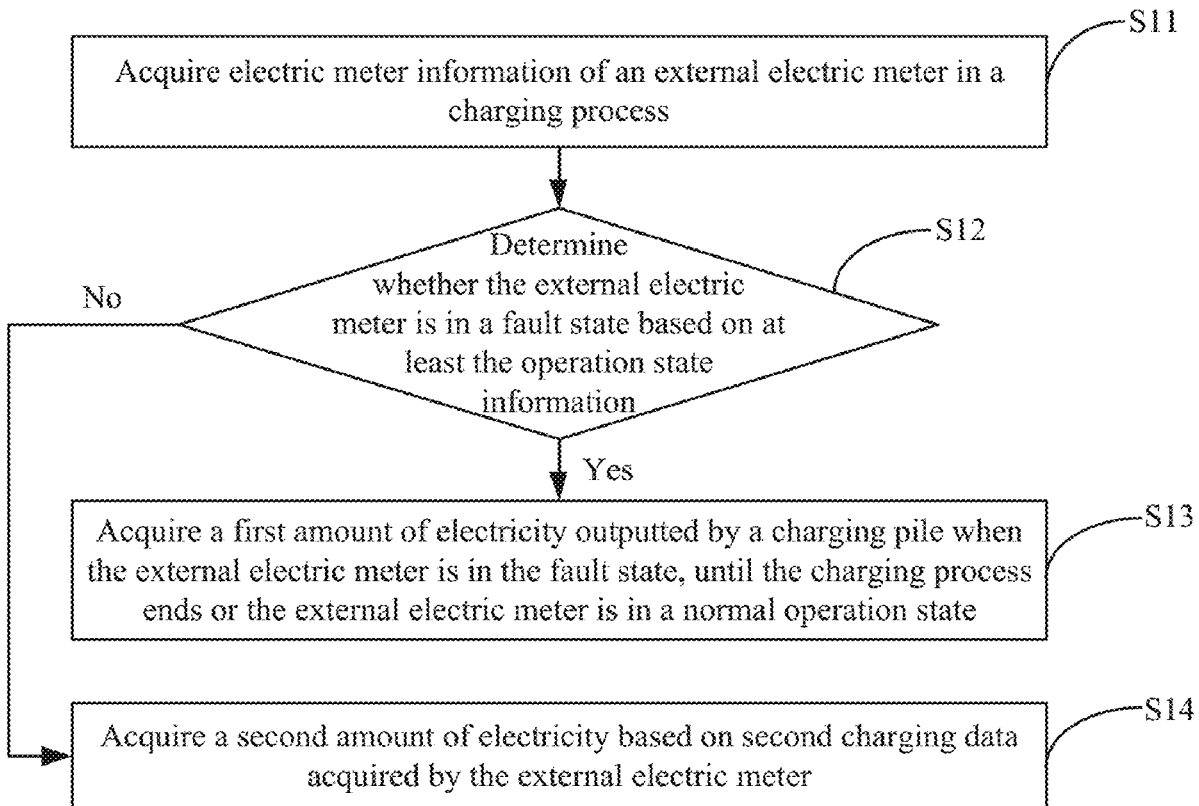 S11
Acquire electric meter information of an external electric meter in a
charging process
S12
Determine
whether the external electric
meter is in a fault state based on at
least the operation state
information
No
Yes
S13
Acquire a first amount of electricity outputted by a charging pile when
the external electric meter is in the fault state, until the charging process
ends or the external electric meter is in a normal operation state
S14
Acquire a second amount of electricity based on second charging data
acquired by the external electric meter